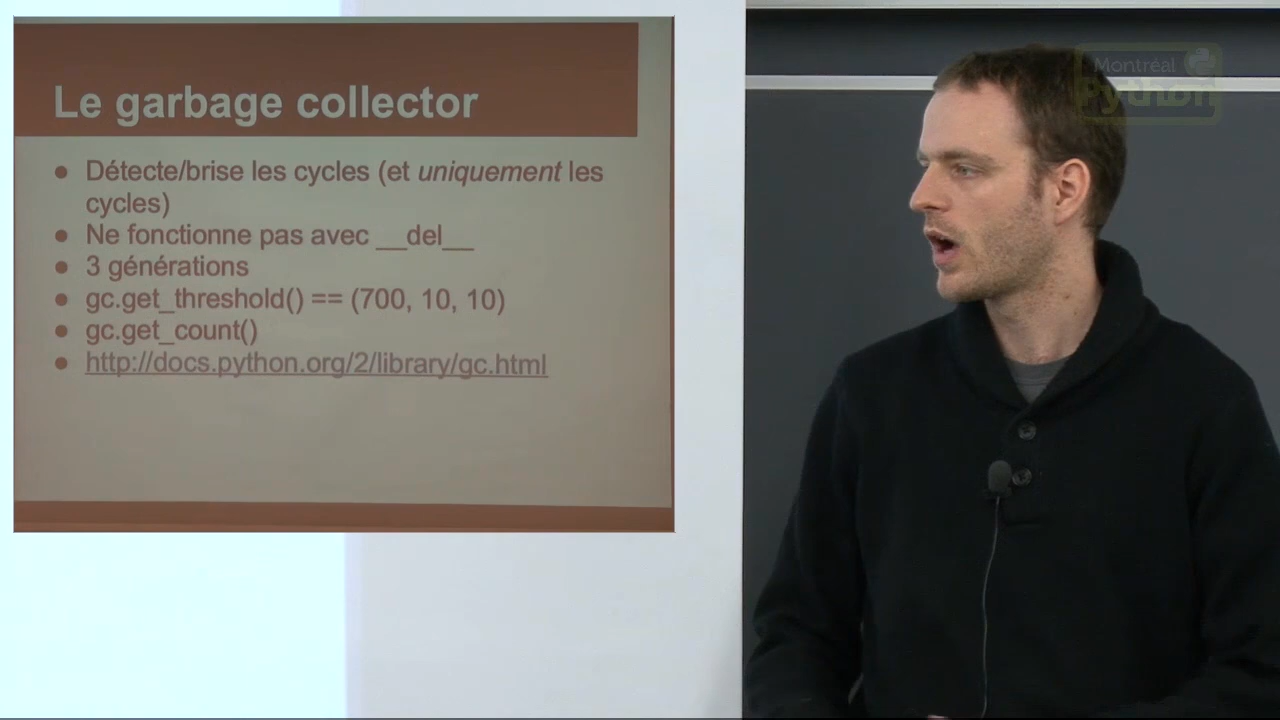 Le garbage collector
● Détecte/brise les cycles (et uniquement les
cycles)
● Ne fonctionne pas avec __del__
● 3 générations
● gc.get_threshold() == (700, 10, 10)
● gc.get_count()
● http://docs.python.org/2/library/gc.html
Montréal
Python